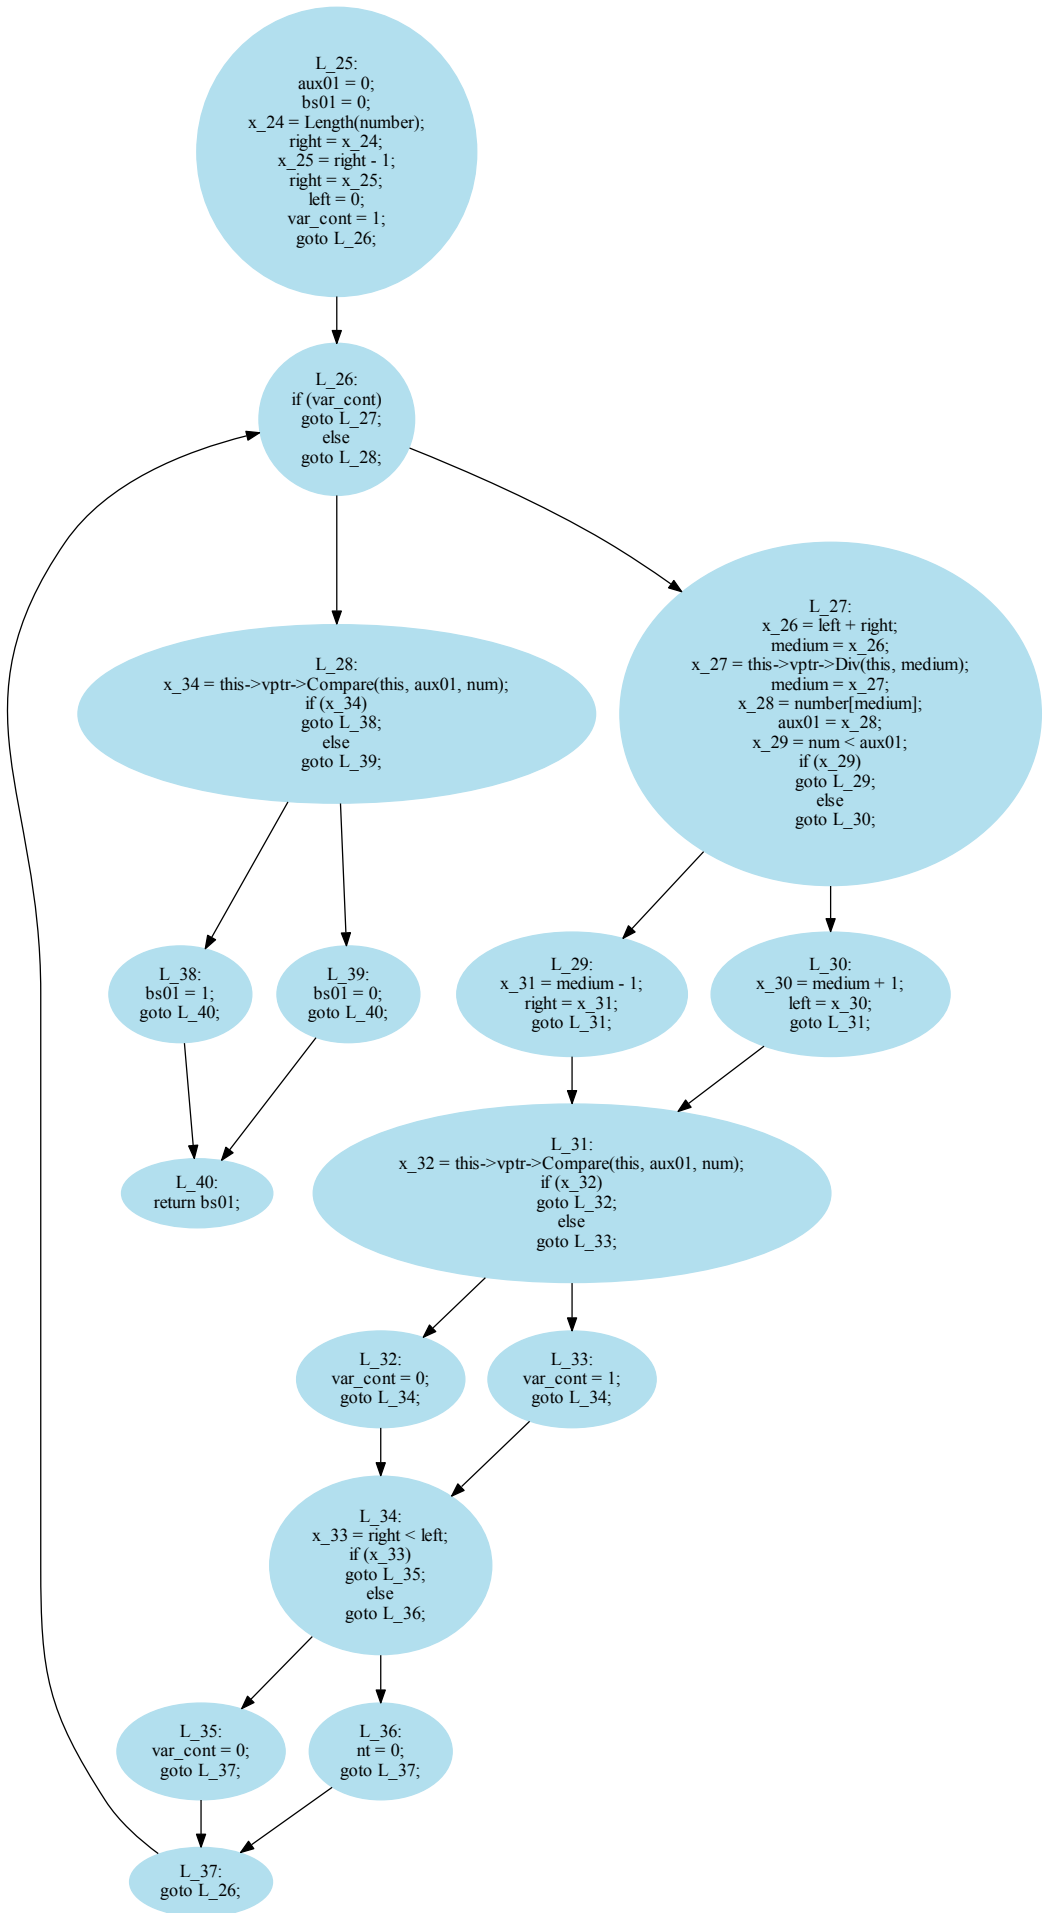 L_25:
aux01 = 0;
bs01 = 0;
x_24 = Length(number);
right = x_24;
x_25 = right - 1;
right = x_25;
left = 0;
var_cont = 1;
goto L_26;
L_26:
if (var_cont)
goto L_27;
else
goto L_28;
L_27:
x_26 = left + right;
medium = x_26;
x_27 = this->vptr->Div(this, medium);
medium = x_27;
x_28 = number[medium];
aux01 = x_28;
x_29 = num < aux01;
if (x_29)
goto L_29;
else
goto L_30;
L_28:
x_34 = this->vptr->Compare(this, aux01, num);
if (x_34)
goto L_38;
else
goto L_39;
L_38:
bs01 = 1;
goto L_40;
L_39:
bs01 = 0;
goto L_40;
L_29:
x_31 = medium - 1;
right = x_31;
goto L_31;
L_30:
x_30 = medium + 1;
left = x_30;
goto L_31;
L_40:
return bs01;
L_31:
x_32 = this->vptr->Compare(this, aux01, num);
if (x_32)
goto L_32;
else
goto L_33;
L_32:
var_cont = 0;
goto L_34;
L_33:
var_cont = 1;
goto L_34;
L_34:
x_33 = right < left;
if (x_33)
goto L_35;
else
goto L_36;
L_35:
var_cont = 0;
goto L_37;
L_36:
nt = 0;
goto L_37;
L_37:
goto L_26;